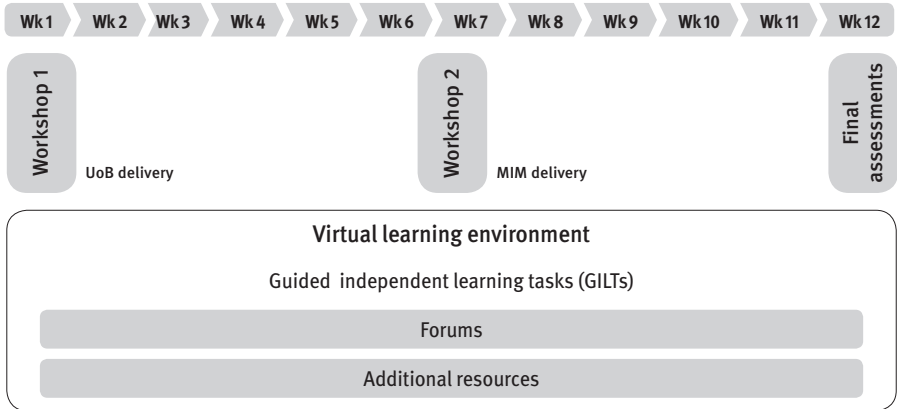 Wk 1 Wk 2 Wk 3 Wk 4 Wk 5 Wk 6 Wk 7 Wk 8 Wk 9 Wk 10 Wk 11 Wk 12
Workshop 1
UoB delivery
Workshop 2
MIM delivery
Final
assessments
Virtual learning environment
Guided independent learning tasks (GILTs)
Forums
Additional resources